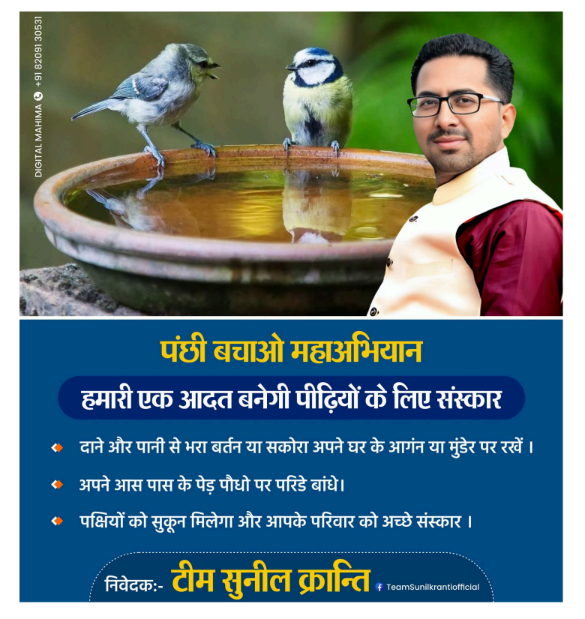 DIGITAL MAHIMA +91 82091 30531
पंछी बचाओ महाअभियान
हमारी एक आदत बनेगी पीढ़ियों के लिए संस्कार
दाने और पानी से भरा बर्तन या सकोरा अपने घर के आगंन या मुंडेर पर रखें ।
अपने आस पास के पेड़ पौधो पर परिडे बांधे।
पक्षियों को सुकून मिलेगा और आपके परिवार को अच्छे संस्कार ।
निवेदक:- टीम सुनील क्रान्ति TeamSunilkrantiofficial